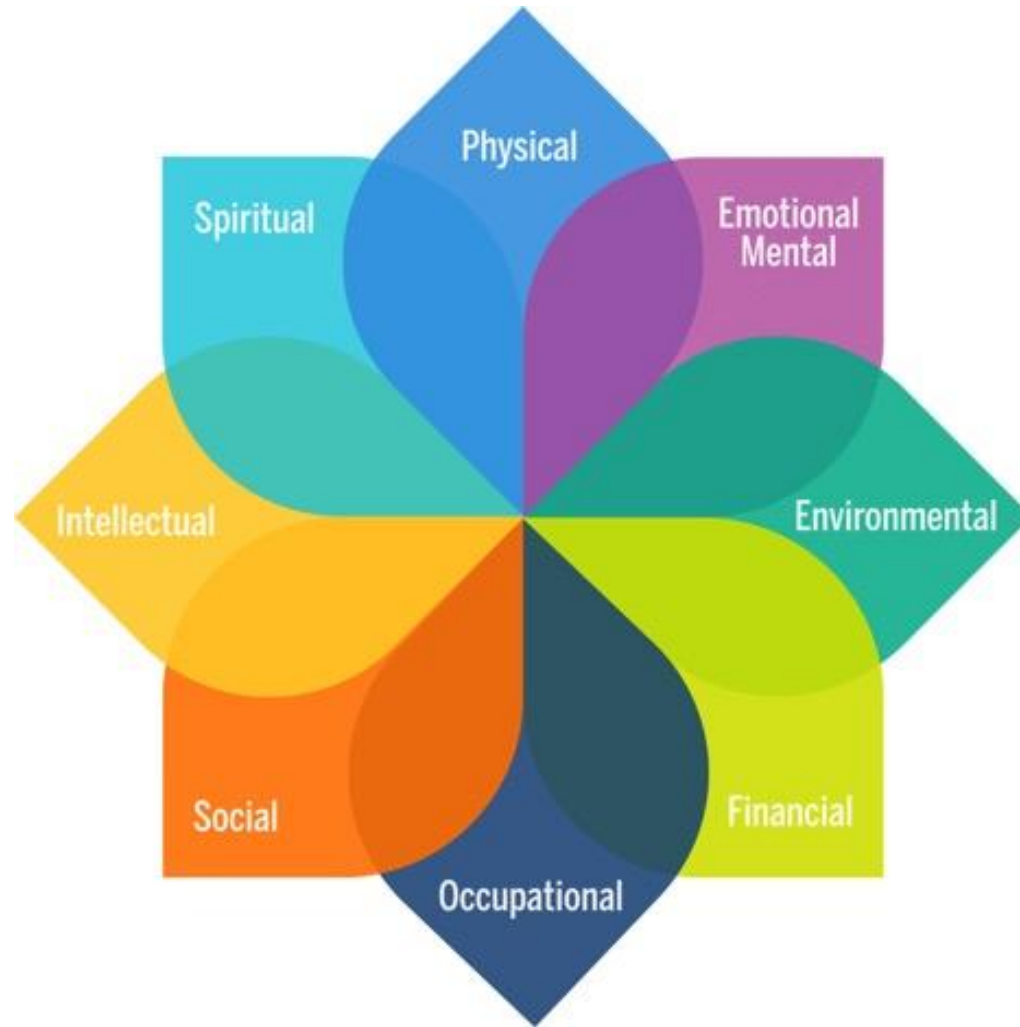 Physical
Spiritual
Emotional
Mental
Intellectual
Environmental
Social
Financial
Occupational